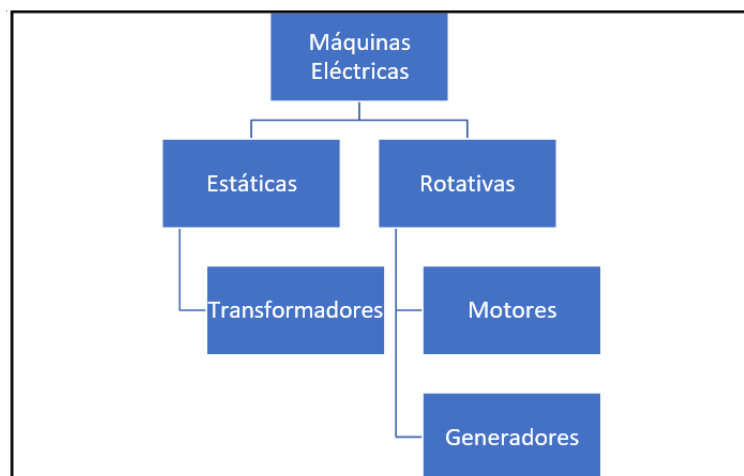 Máquinas
Eléctricas
Estáticas
Rotativas
Transformadores
Motores
Generadores